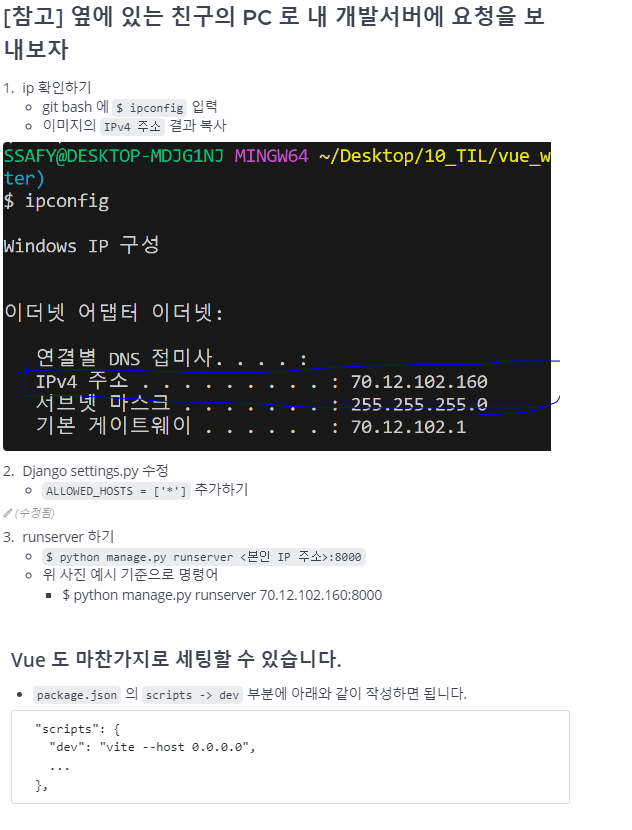 [참고] 옆에 있는 친구의 PC 로 내 개발서버에 요청을 보
내보자
1. ip 확인하기
git bash 에 $ ipconfig 입력
이미지의 IPv4 주소 결과 복사
SSAFY@DESKTOP-MDJG1NJ MINGW64 ~/Desktop/10_TIL/vue_w
ter)
$ ipconfig
Windows IP 구성
이더넷 어댑터 이더넷:
연결별 DNS 접미사. . . . :
IPv4 주소 . . . . . . . . . : 70.12.102.160
서브넷 마스크 . . . . . . . : 255.255.255.0
기본 게이트웨이 . . . . . . : 70.12.102.1
2. Django settings.py 수정
ALLOWED_HOSTS = ['*'] 추가하기
(수정됨)
3. runserver 하기
$ python manage.py runserver <본인 IP 주소>:8000
위 사진 예시 기준으로 명령어
$ python manage.py runserver 70.12.102.160:8000
Vue 도 마찬가지로 세팅할 수 있습니다.
package.json 의 scripts -> dev 부분에 아래와 같이 작성하면 됩니다.
"scripts": {
"dev": "vite --host 0.0.0.0",
...
},